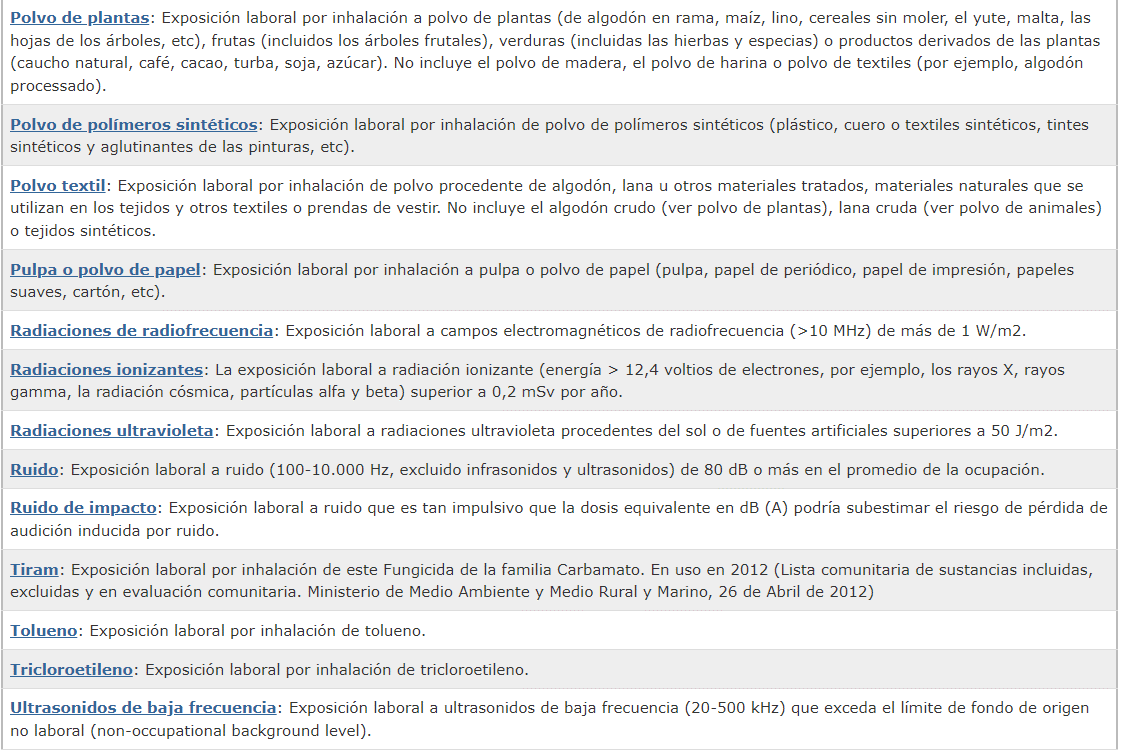 Polvo de plantas: Exposición laboral por inhalación a polvo de plantas (de algodón en rama, maíz, lino, cereales sin moler, el yute, malta, las
hojas de los árboles, etc), frutas (incluidos los árboles frutales), verduras (incluidas las hierbas y especias) o productos derivados de las plantas
(caucho natural, café, cacao, turba, soja, azúcar). No incluye el polvo de madera, el polvo de harina o polvo de textiles (por ejemplo, algodón
procesado).
Polvo de polímeros sintéticos: Exposición laboral por inhalación de polvo de polímeros sintéticos (plástico, cuero o textiles sintéticos, tintes
sintéticos y aglutinantes de las pinturas, etc).
Polvo textil: Exposición laboral por inhalación de polvo procedente de algodón, lana u otros materiales tratados, materiales naturales que se
utilizan en los tejidos y otros textiles o prendas de vestir. No incluye el algodón crudo (ver polvo de plantas), lana cruda (ver polvo de animales)
o tejidos sintéticos.
Pulpa o polvo de papel: Exposición laboral por inhalación a pulpa o polvo de papel (pulpa, papel de periódico, papel de impresión, papeles
suaves, cartón, etc).
Radiaciones de radiofrecuencia: Exposición laboral a campos electromagnéticos de radiofrecuencia (>10 MHz) de más de 1 W/m2.
Radiaciones ionizantes: La exposición laboral a radiación ionizante (energía > 12,4 voltios de electrones, por ejemplo, los rayos X, rayos
gamma, la radiación cósmica, partículas alfa y beta) superior a 0,2 mSv por año.
Radiaciones ultravioleta: Exposición laboral a radiaciones ultravioleta procedentes del sol o de fuentes artificiales superiores a 50 J/m2.
Ruido: Exposición laboral a ruido (100-10.000 Hz, excluido infrasonidos y ultrasonidos) de 80 dB o más en el promedio de la ocupación.
Ruido de impacto: Exposición laboral a ruido que es tan impulsivo que la dosis equivalente en dB (A) podría subestimar el riesgo de pérdida de
audición inducida por ruido.
Tiram: Exposición laboral por inhalación de este Fungicida de la familia Carbamato. En uso en 2012 (Lista comunitaria de sustancias incluidas,
excluidas y en evaluación comunitaria. Ministerio de Medio Ambiente y Medio Rural y Marino, 26 de Abril de 2012)
Tolueno: Exposición laboral por inhalación de tolueno.
Tricloroetileno: Exposición laboral por inhalación de tricloroetileno.
Ultrasonidos de baja frecuencia: Exposición laboral a ultrasonidos de baja frecuencia (20-500 kHz) que exceda el límite de fondo de origen
no laboral (non-occupational background level).